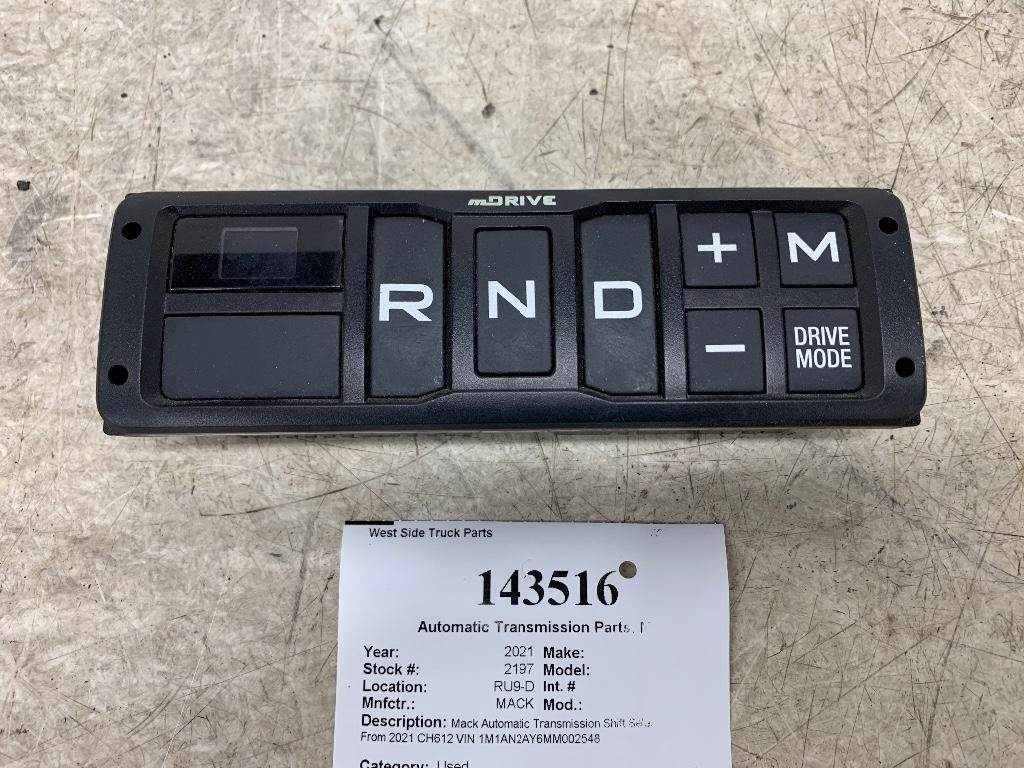 mDRIVE
R N D + M
− DRIVE
MODE
West Side Truck Parts
143516
Automatic Transmission Parts,
Year: 2021 Make:
Stock #: 2197 Model:
Location: RU9-D Int. #
Mnfctr.: MACK Mod.:
Description: Mack Automatic Transmission Shift
From 2021 CH612 VIN 1M1AN2AY6MM002548
Category: Used